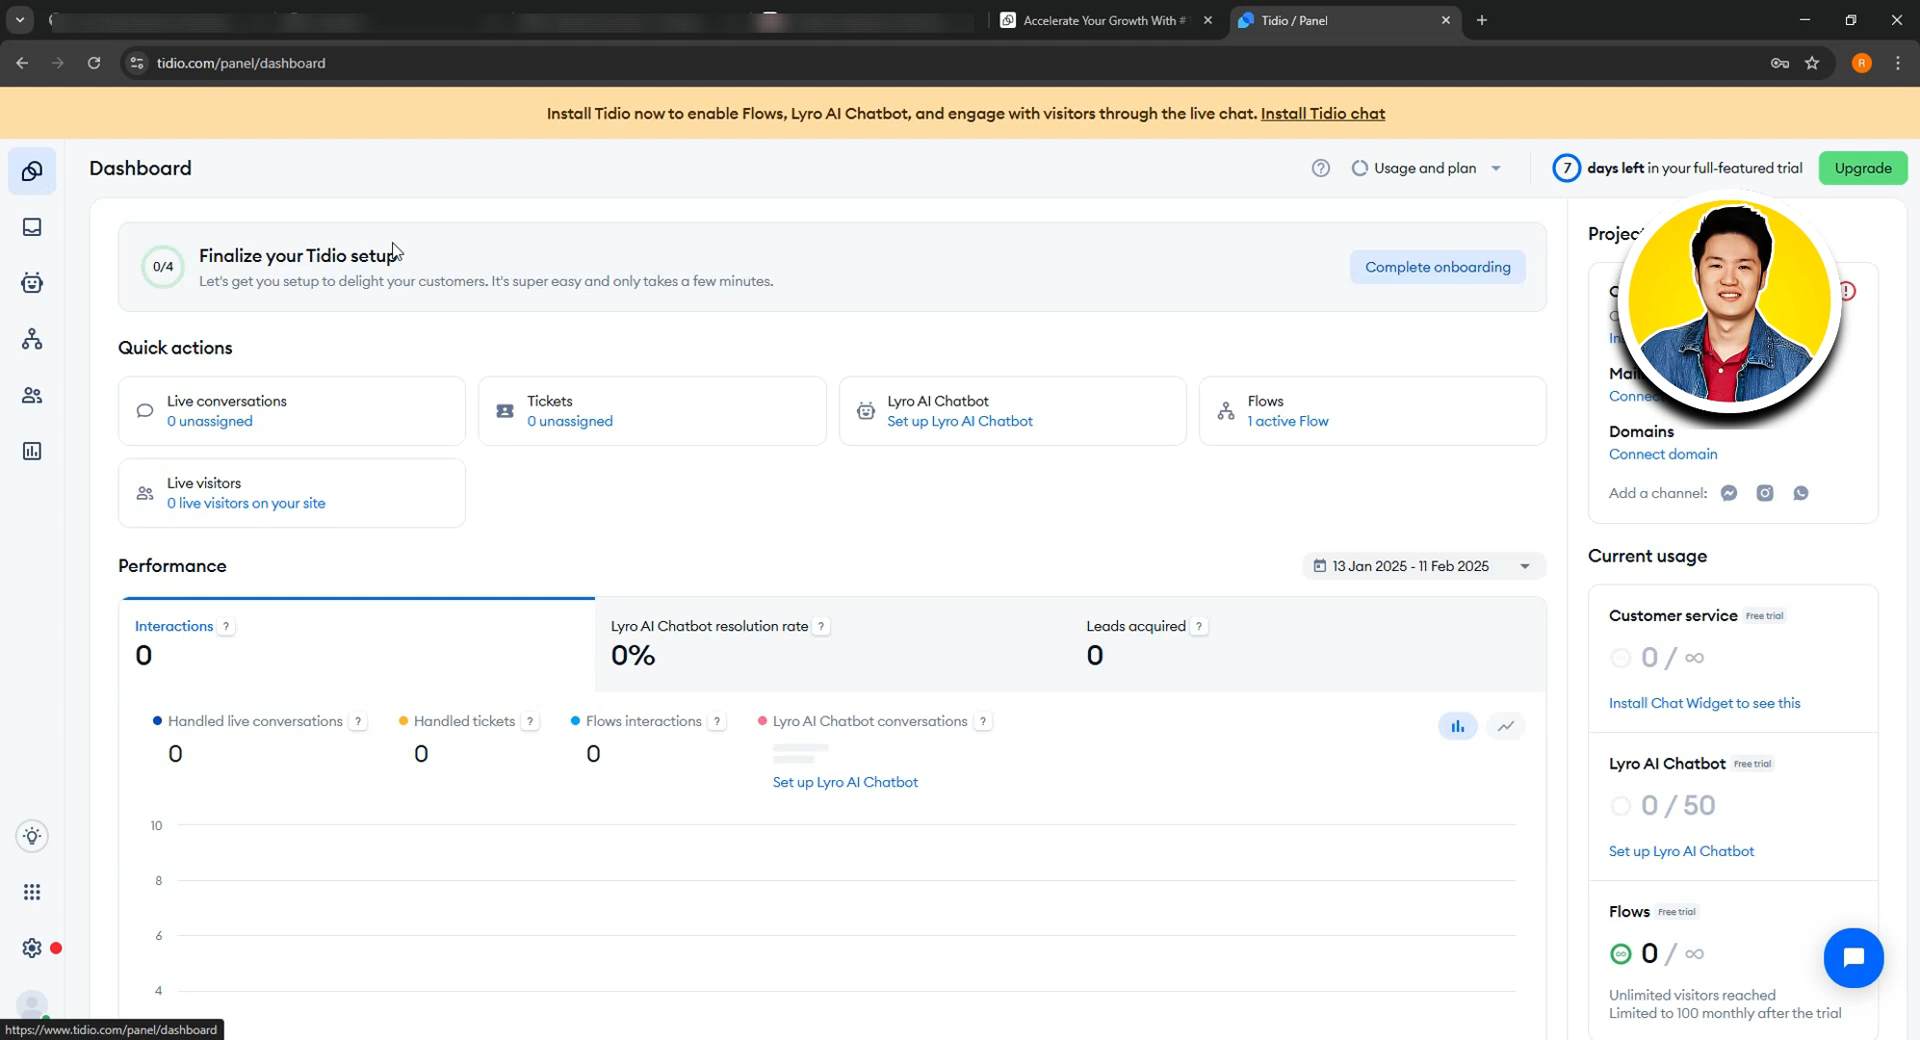 Accelerate Your Growth With #
Tidio / Panel
tidio.com/panel/dashboard
R
Install Tidio now to enable Flows, Lyro AI Chatbot, and engage with visitors through the live chat. Install Tidio chat
Dashboard
Usage and plan
7 days left in your full-featured trial
Upgrade
0/4
Finalize your Tidio setup
Let's get you setup to delight your customers. It's super easy and only takes a few minutes.
Complete onboarding
Quick actions
Live conversations
0 unassigned
Tickets
0 unassigned
Lyro AI Chatbot
Set up Lyro AI Chatbot
Flows
1 active Flow
Live visitors
0 live visitors on your site
Performance
13 Jan 2025 - 11 Feb 2025
Interactions ?
0
Lyro AI Chatbot resolution rate ?
0%
Leads acquired ?
0
Handled live conversations ?
0
Handled tickets ?
0
Flows interactions ?
0
Lyro AI Chatbot conversations ?
Set up Lyro AI Chatbot
10
8
6
4
Domains
Connect domain
Add a channel:
Current usage
Customer service Free trial
0 / ∞
Install Chat Widget to see this
Lyro AI Chatbot Free trial
0 / 50
Set up Lyro AI Chatbot
Flows Free trial
0 / ∞
Unlimited visitors reached
Limited to 100 monthly after the trial
https://www.tidio.com/panel/dashboard